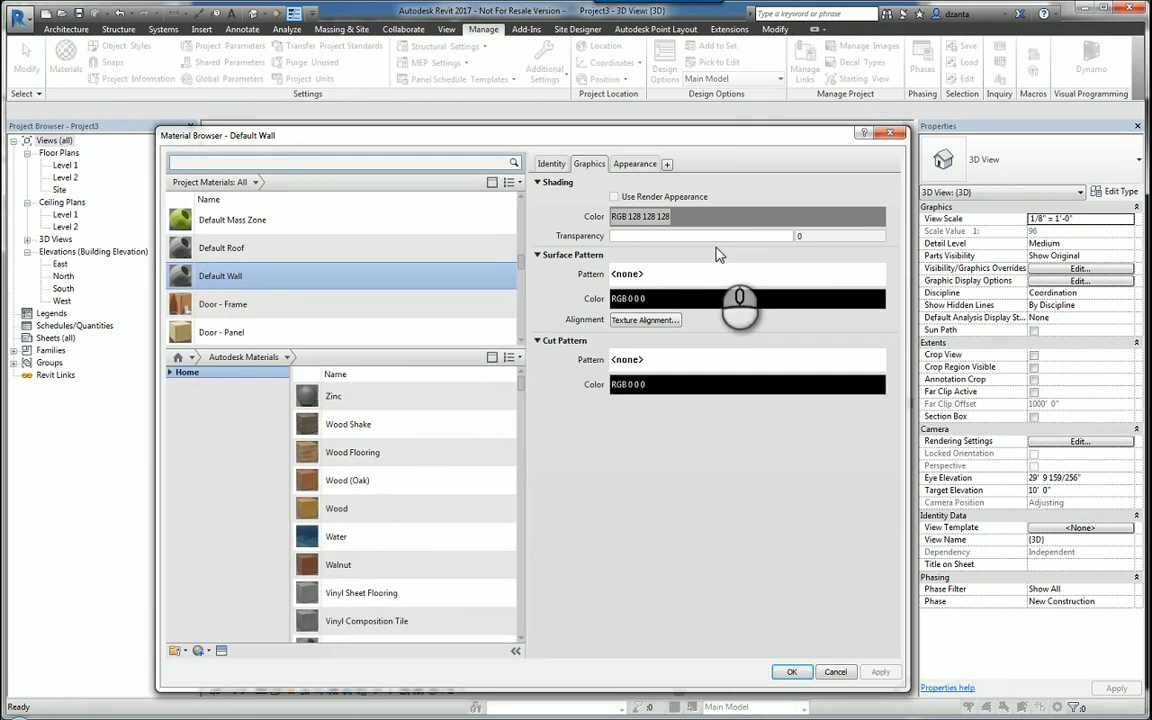 Autodesk Revit 2017 - Not For Resale Version - Project3 - 3D View: {3D}
Type a keyword or phrase
dzanta
Architecture Structure Systems Insert Annotate Analyze Massing & Site Collaborate View Manage Add-Ins Site Designer Autodesk Point Layout Extensions Modify
Modify
Select
Materials
Object Styles
Snaps
Project Information
Project Parameters
Shared Parameters
Global Parameters
Transfer Project Standards
Purge Unused
Project Units
Structural Settings
MEP Settings
Panel Schedule Templates
Additional
Settings
Settings
Location
Coordinates
Position
Project Location
Design
Options
Add to Set
Pick to Edit
Main Model
Design Options
Manage
Links
Manage Images
Decal Types
Starting View
Manage Project
Phases
Phasing
Save
Load
Edit
Selection
Inquiry
Macros
Dynamo
Visual Programming
Project Browser - Project3
Views (all)
Floor Plans
Level 1
Level 2
Site
Ceiling Plans
Level 1
Level 2
3D Views
Elevations (Building Elevation)
East
North
South
West
Legends
Schedules/Quantities
Sheets (all)
Families
Groups
Revit Links
Material Browser - Default Wall
Project Materials: All
Name
Default Mass Zone
Default Roof
Default Wall
Door - Frame
Door - Panel
Autodesk Materials
Home
Name
Zinc
Wood Shake
Wood Flooring
Wood (Oak)
Wood
Water
Walnut
Vinyl Sheet Flooring
Vinyl Composition Tile
Identity Graphics Appearance
Shading
Use Render Appearance
Color RGB 128 128 128
Transparency 0
Surface Pattern
Pattern <none>
Color RGB 0 0 0
Alignment Texture Alignment...
Cut Pattern
Pattern <none>
Color RGB 0 0 0
OK Cancel Apply
Properties
3D View
3D View: {3D} Edit Type
Graphics
View Scale 1/8" = 1'-0"
Scale Value 1: 96
Detail Level Medium
Parts Visibility Show Original
Visibility/Graphics Overrides Edit...
Graphic Display Options Edit...
Discipline Coordination
Show Hidden Lines By Discipline
Default Analysis Display St... None
Sun Path
Extents
Crop View
Crop Region Visible
Annotation Crop
Far Clip Active
Far Clip Offset 1000' 0"
Section Box
Camera
Rendering Settings Edit...
Locked Orientation
Perspective
Eye Elevation 29' 9 159/256"
Target Elevation 10' 0"
Camera Position Adjusting
Identity Data
View Template <None>
View Name {3D}
Dependency Independent
Title on Sheet
Phasing
Phase Filter Show All
Phase New Construction
Properties help Apply
Ready
:0
Main Model
:0